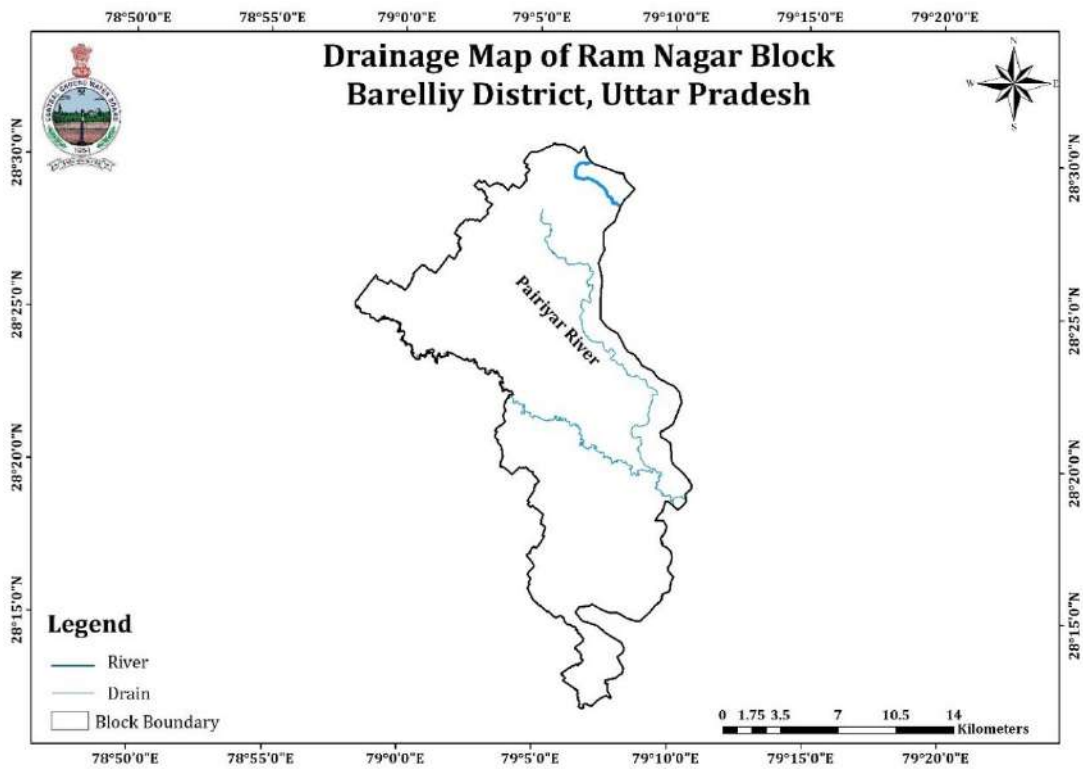 78°50'0"E 78°55'0"E 79°0'0"E 79°5'0"E 79°10'0"E 79°15'0"E 79°20'0"E
Drainage Map of Ram Nagar Block
Barelliy District, Uttar Pradesh
CENTRAL GROUND WATER BOARD
N
W E
S
28°30'0"N 28°30'0"N
28°25'0"N 28°25'0"N
Pairiyar River
28°20'0"N 28°20'0"N
28°15'0"N 28°15'0"N
Legend
River
Drain
Block Boundary
0 1.75 3.5 7 10.5 14
Kilometers
78°50'0"E 78°55'0"E 79°0'0"E 79°5'0"E 79°10'0"E 79°15'0"E 79°20'0"E